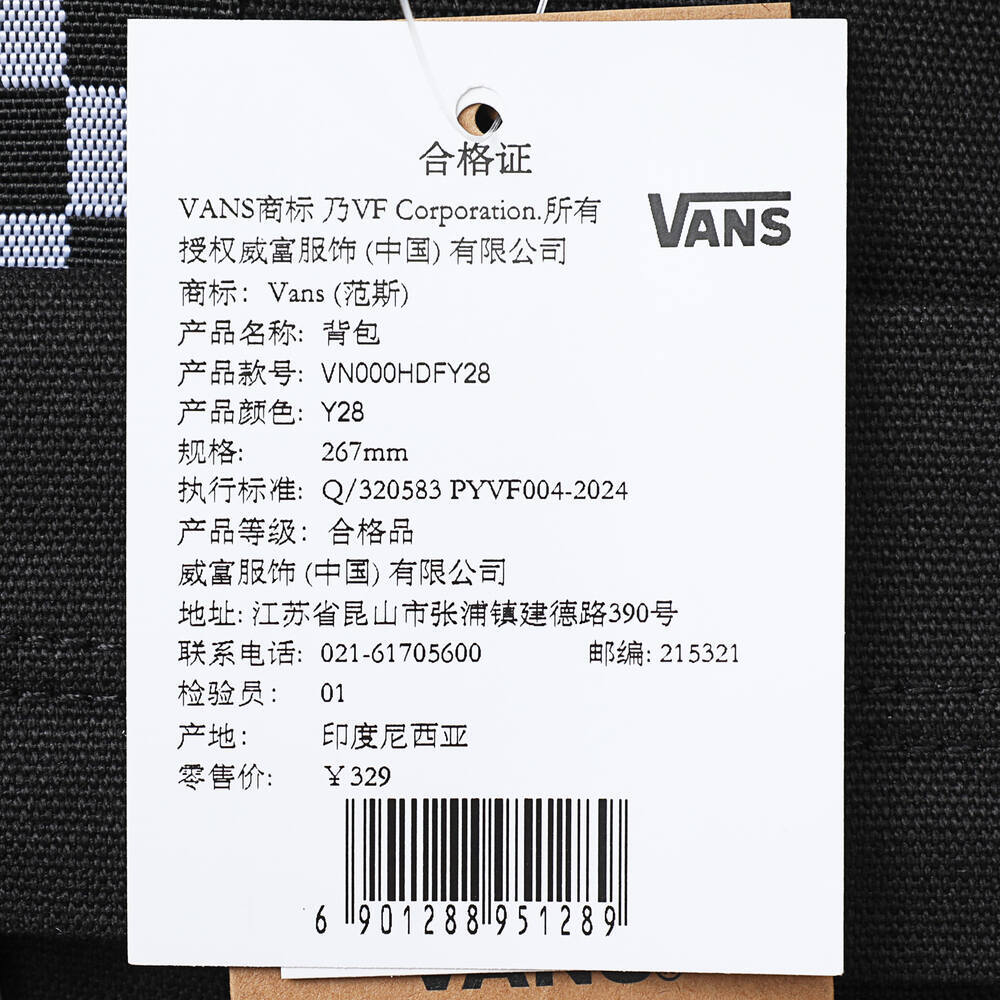 合格证
VANS商标 乃VF Corporation.所有
VANS
授权威富服饰 (中国) 有限公司
商标: Vans (范斯)
产品名称: 背包
产品款号: VN000HDFY28
产品颜色: Y28
规格: 267mm
执行标准: Q/320583 PYVF004-2024
产品等级: 合格品
威富服饰 (中国) 有限公司
地址: 江苏省昆山市张浦镇建德路390号
联系电话: 021-61705600 邮编: 215321
检验员: 01
产地: 印度尼西亚
零售价: ￥329
6 901288 951289
VANS®